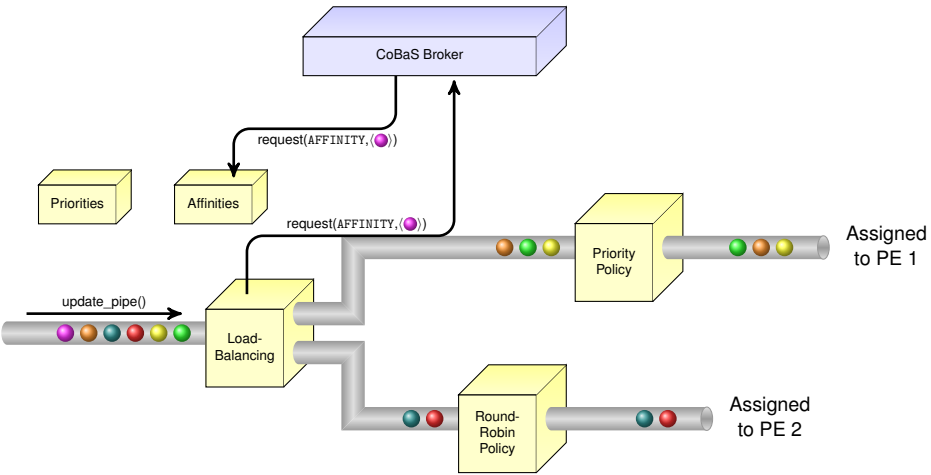 CoBaS Broker
request(AFFINITY,⟨ ⟩)
Priorities
Affinities
request(AFFINITY,⟨ ⟩)
Priority
Policy
Assigned
to PE 1
update_pipe()
Load-
Balancing
Round-
Robin
Policy
Assigned
to PE 2